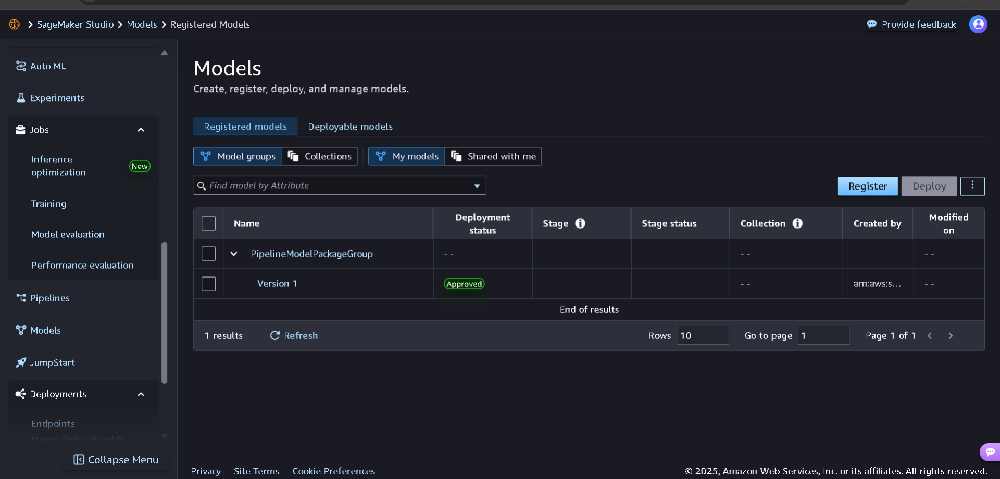 SageMaker Studio > Models > Registered Models
Provide feedback
Auto ML
Experiments
Jobs
Inference
optimization
New
Training
Model evaluation
Performance evaluation
Pipelines
Models
JumpStart
Deployments
Endpoints
Manage deployed models
Collapse Menu
Models
Create, register, deploy, and manage models.
Registered models Deployable models
Model groups Collections My models Shared with me
Find model by Attribute
Register Deploy
Name Deployment status Stage Stage status Collection Created by Modified on
PipelineModelPackageGroup - - - - - -
Version 1 Approved - - arn:aws:s... - -
End of results
1 results Refresh Rows 10 Go to page 1 Page 1 of 1
Privacy Site Terms Cookie Preferences
© 2025, Amazon Web Services, Inc. or its affiliates. All rights reserved.